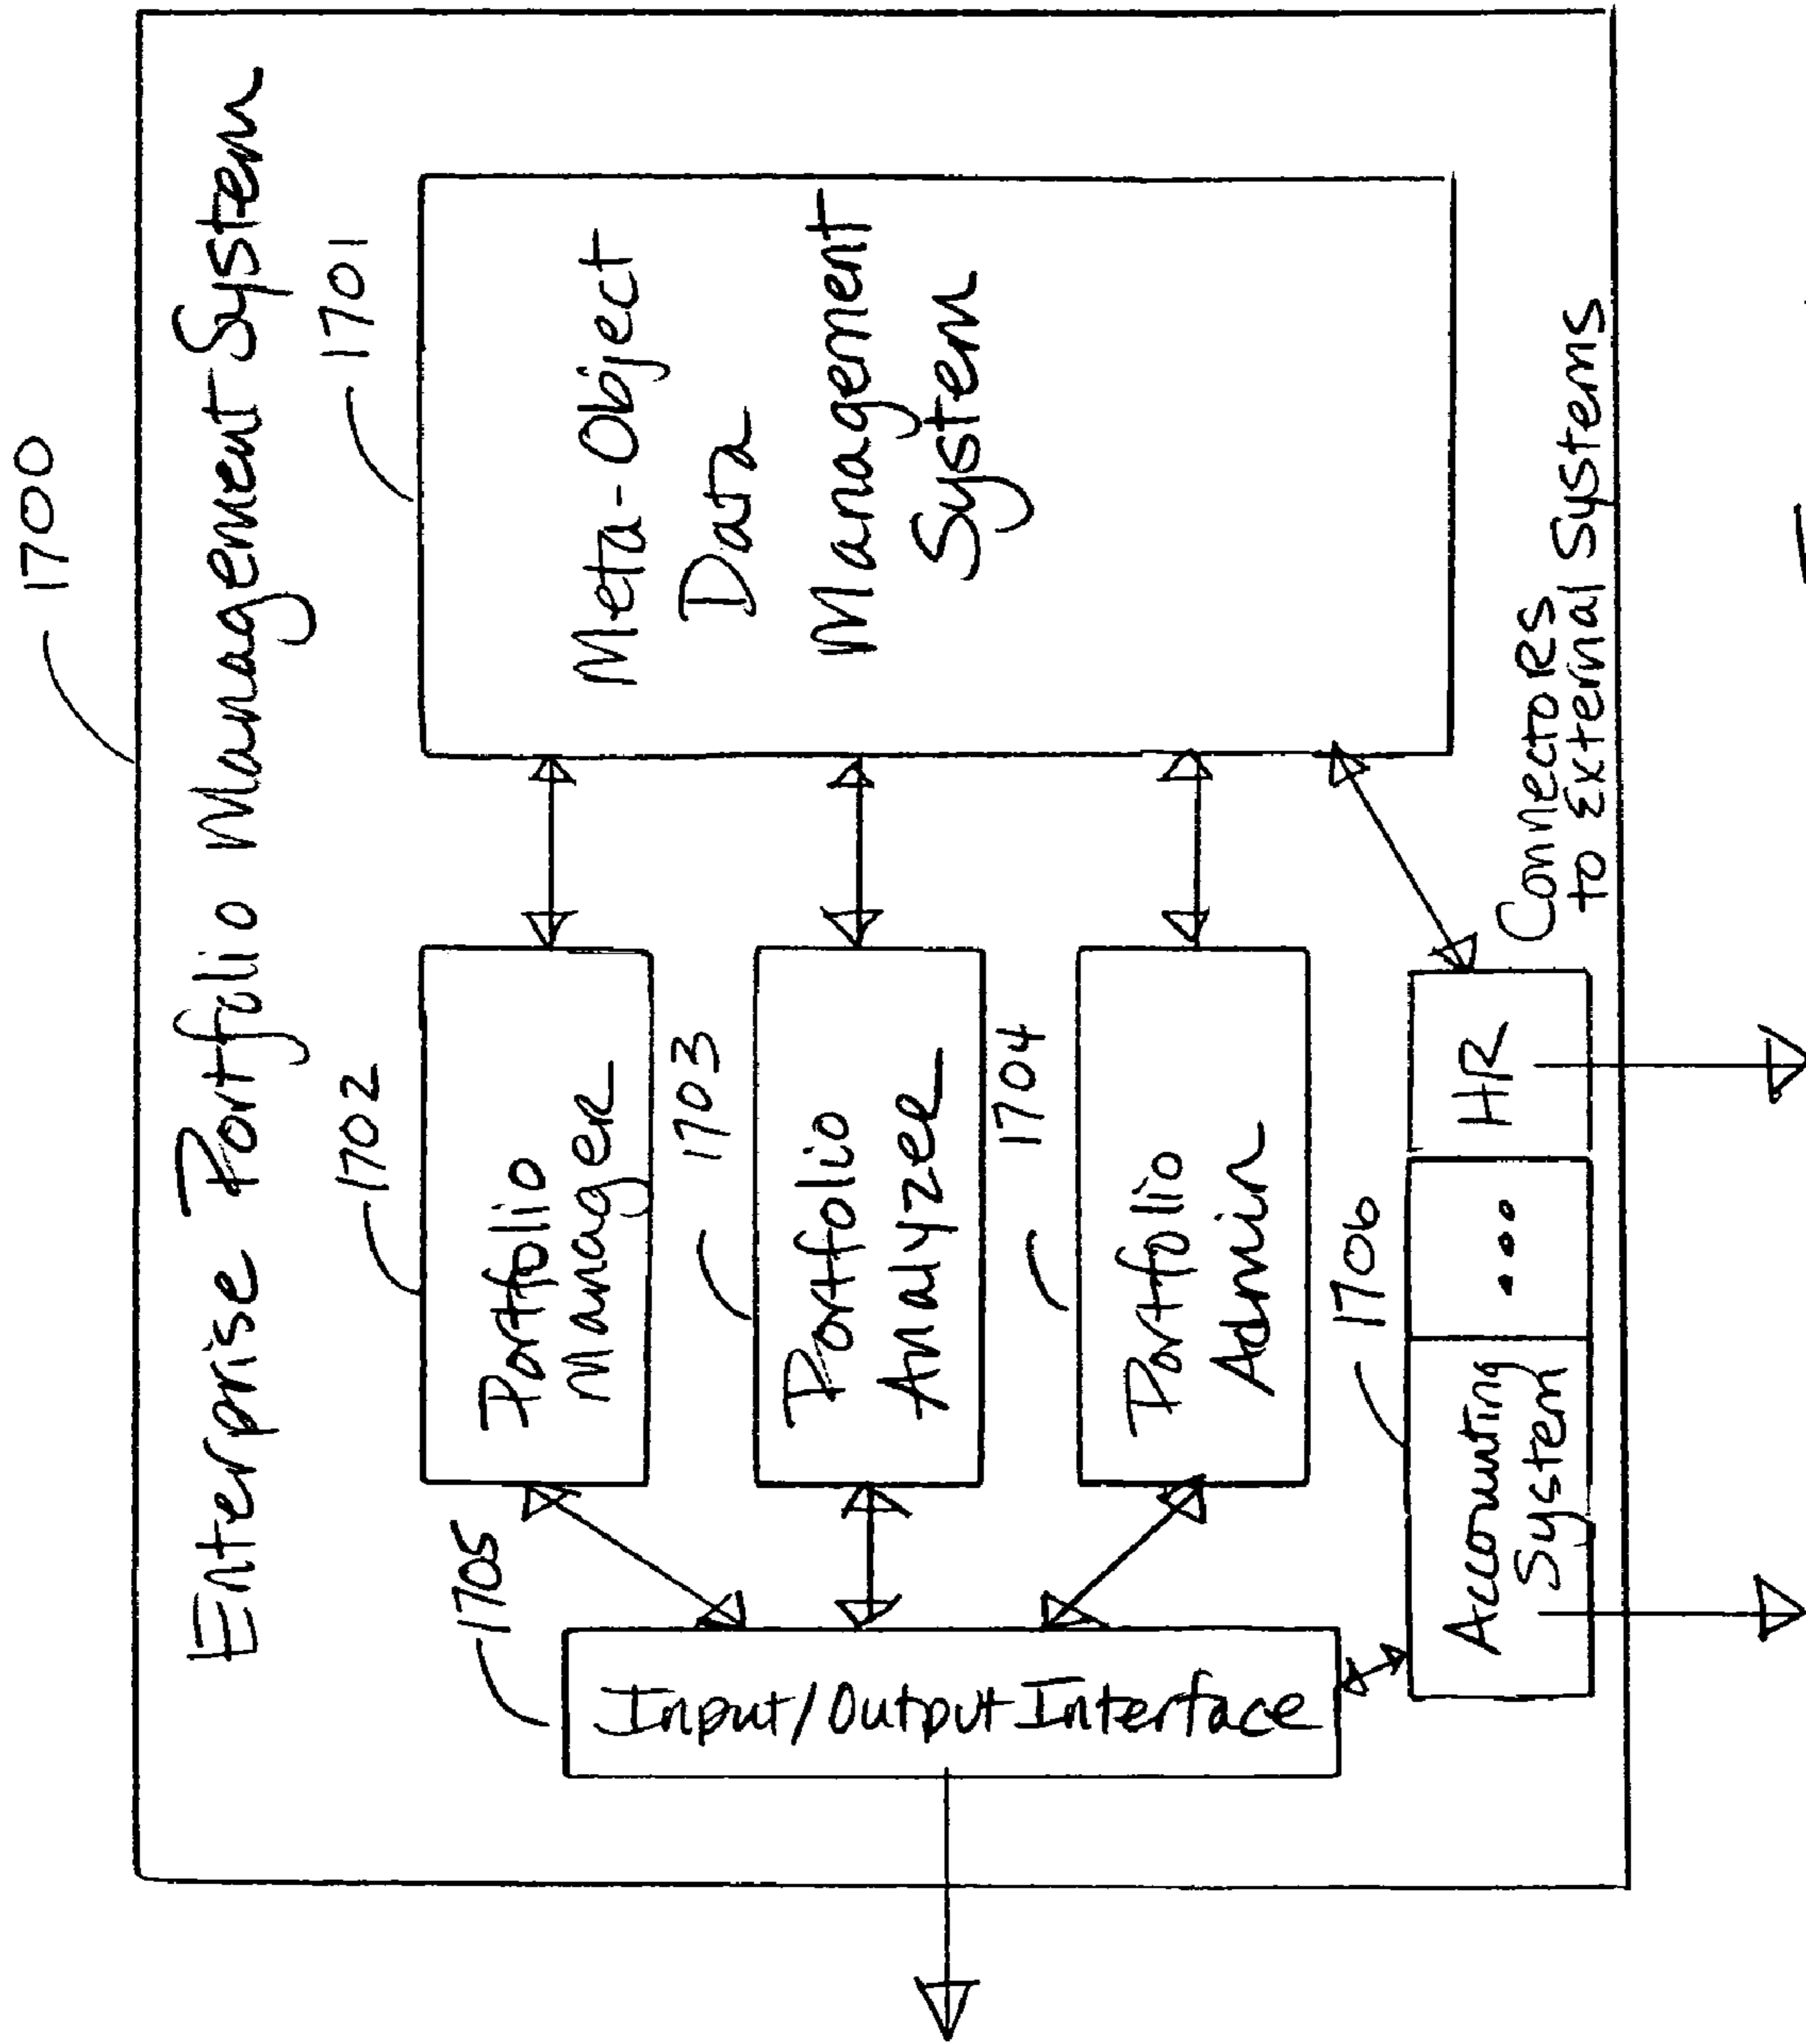 1700
Enterprise Portfolio Management System
1701
Meta-Object
Data
Management
System
1702
Portfolio
Manager
1703
Portfolio
Analyzer
1704
Portfolio
Admin
1705
Input/Output Interface
1706
Accounting
System
...
HR
Connectors
to External Systems